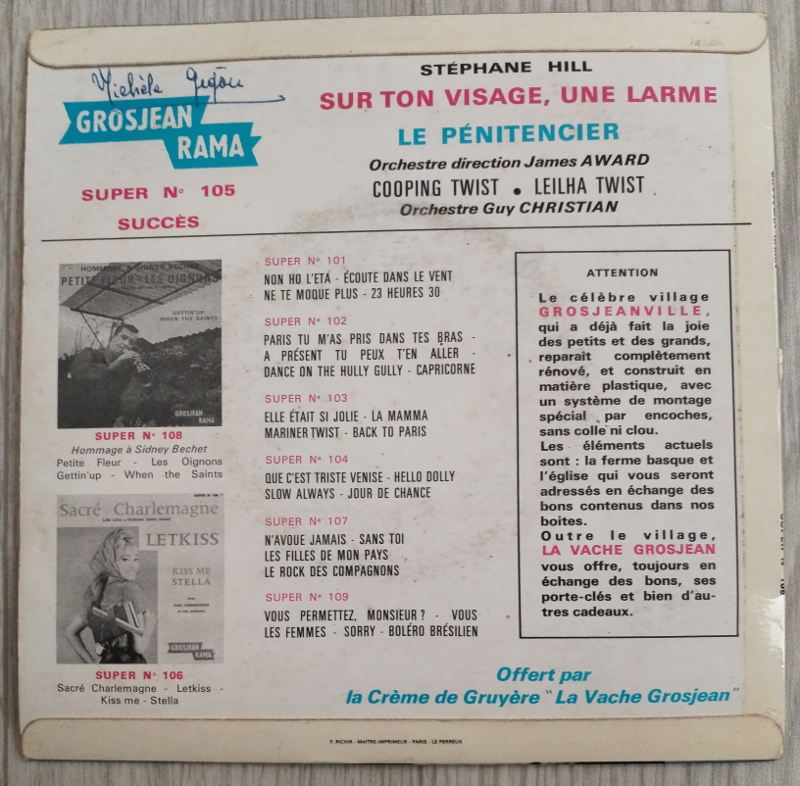 Michèle
GROSJEAN
RAMA
SUPER N° 105
SUCCÈS
STÉPHANE HILL
SUR TON VISAGE, UNE LARME
LE PÉNITENCIER
Orchestre direction James AWARD
COOPING TWIST • LEILHA TWIST
Orchestre Guy CHRISTIAN
HOMMAGE A SIDNEY BECHET
PETITE FLEUR - LES OIGNONS
GETTIN'UP
WHEN THE SAINTS
GROSJEAN
RAMA
SUPER N° 108
Hommage à Sidney Bechet
Petite Fleur - Les Oignons
Gettin'up - When the Saints
Sacré Charlemagne
LETKISS
KISS ME
STELLA
GROSJEAN
RAMA
SUPER N° 106
Sacré Charlemagne - Letkiss -
Kiss me - Stella
SUPER N° 101
NON HO L'ETA - ÉCOUTE DANS LE VENT
NE TE MOQUE PLUS - 23 HEURES 30
SUPER N° 102
PARIS TU M'AS PRIS DANS TES BRAS -
A PRÉSENT TU PEUX T'EN ALLER -
DANCE ON THE HULLY GULLY - CAPRICORNE
SUPER N° 103
ELLE ÉTAIT SI JOLIE - LA MAMMA
MARINER TWIST - BACK TO PARIS
SUPER N° 104
QUE C'EST TRISTE VENISE - HELLO DOLLY
SLOW ALWAYS - JOUR DE CHANCE
SUPER N° 107
N'AVOUE JAMAIS - SANS TOI
LES FILLES DE MON PAYS
LE ROCK DES COMPAGNONS
SUPER N° 109
VOUS PERMETTEZ, MONSIEUR ? - VOUS
LES FEMMES - SORRY - BOLÉRO BRÉSILIEN
ATTENTION
Le célèbre village
GROSJEANVILLE,
qui a déjà fait la joie
des petits et des grands,
reparaît complètement
rénové, et construit en
matière plastique, avec
un système de montage
spécial par encoches,
sans colle ni clou.
Les éléments actuels
sont : la ferme basque et
l'église qui vous seront
adressés en échange des
bons contenus dans nos
boites.
Outre le village,
LA VACHE GROSJEAN
vous offre, toujours en
échange des bons, ses
porte-clés et bien d'au-
tres cadeaux.
Offert par
la Crème de Gruyère "La Vache Grosjean"
F. RICHIR - MAITRE-IMPRIMEUR - PARIS - LE PERREUX